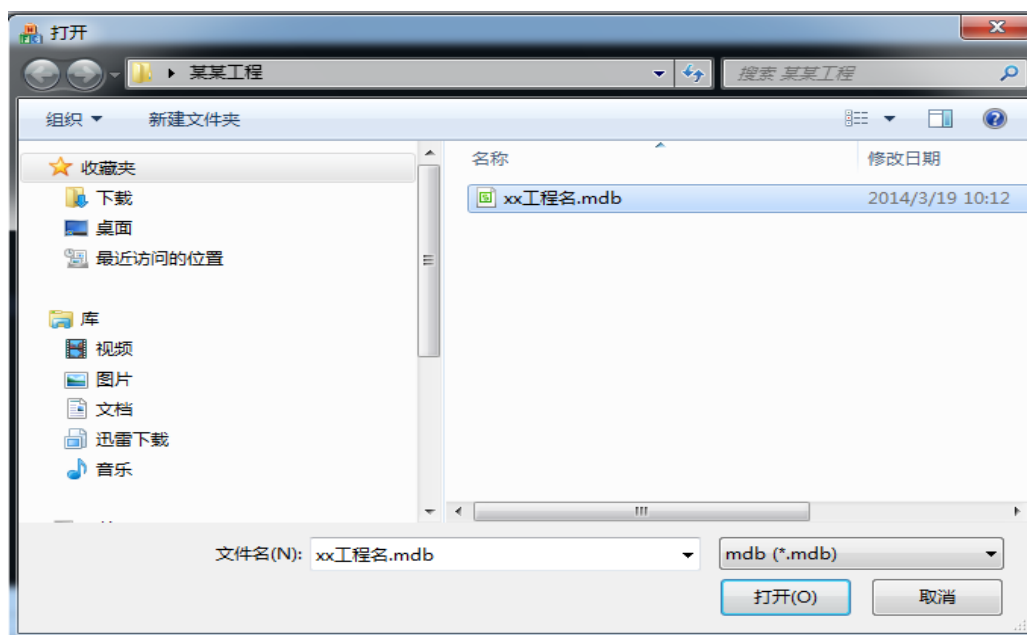 打开
某某工程
搜索 某某工程
组织
新建文件夹
收藏夹
下载
桌面
最近访问的位置
库
视频
图片
文档
迅雷下载
音乐
名称
修改日期
xx工程名.mdb
2014/3/19 10:12
文件名(N):
xx工程名.mdb
mdb (*.mdb)
打开(O)
取消